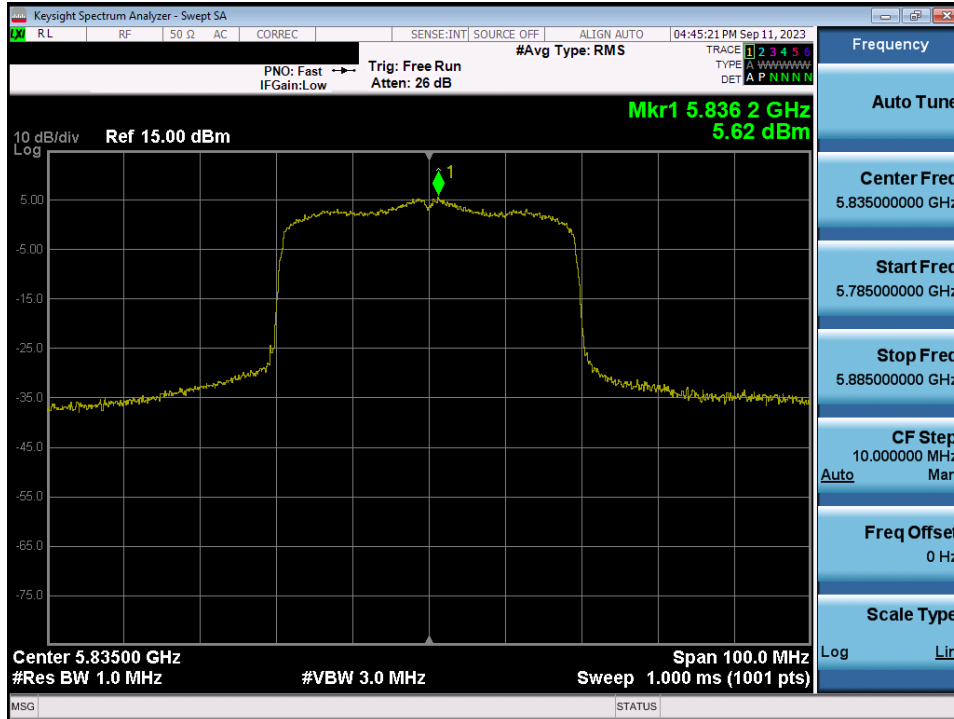 Keysight Spectrum Analyzer - Swept SA
LXI RL RF 50 Ω AC CORREC SENSE:INT SOURCE OFF ALIGN AUTO 04:45:21 PM Sep 11, 2023
#Avg Type: RMS
TRACE 1 2 3 4 5 6
PNO: Fast Trig: Free Run
TYPE A WWWWW
IFGain:Low Atten: 26 dB
DET A P N N N N
Mkr1 5.836 2 GHz
5.62 dBm
10 dB/div Ref 15.00 dBm
Log
1
5.00
-5.00
-15.0
-25.0
-35.0
-45.0
-55.0
-65.0
-75.0
Center 5.83500 GHz Span 100.0 MHz
#Res BW 1.0 MHz #VBW 3.0 MHz Sweep 1.000 ms (1001 pts)
MSG STATUS
Frequency
Auto Tune
Center Freq
5.835000000 GHz
Start Freq
5.785000000 GHz
Stop Freq
5.885000000 GHz
CF Step
10.000000 MHz
Auto Man
Freq Offset
0 Hz
Scale Type
Log Lin